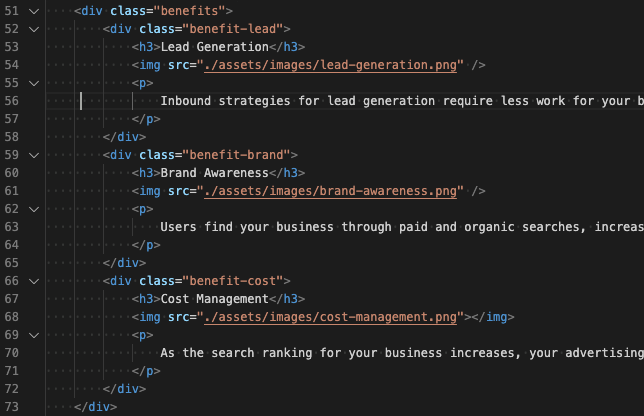 51 <div class="benefits">
52 <div class="benefit-lead">
53 <h3>Lead Generation</h3>
54 <img src="./assets/images/lead-generation.png" />
55 <p>
56 Inbound strategies for lead generation require less work for your b
57 </p>
58 </div>
59 <div class="benefit-brand">
60 <h3>Brand Awareness</h3>
61 <img src="./assets/images/brand-awareness.png" />
62 <p>
63 Users find your business through paid and organic searches, increas
64 </p>
65 </div>
66 <div class="benefit-cost">
67 <h3>Cost Management</h3>
68 <img src="./assets/images/cost-management.png"></img>
69 <p>
70 As the search ranking for your business increases, your advertising
71 </p>
72 </div>
73 </div>